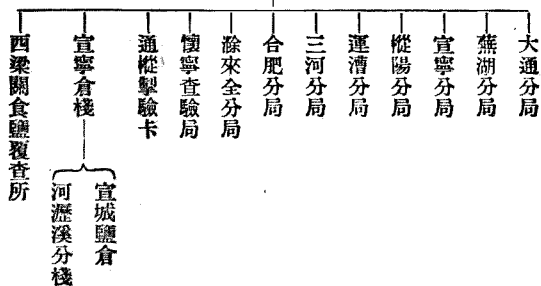 大通分局
蕪湖分局
宣寧分局
樅陽分局
運漕分局
三河分局
合肥分局
滁來全分局
懷寧查驗局
通樅掣驗卡
宣寧倉棧
宣城鹽倉
河瀝溪分棧
西梁關食鹽覆查所